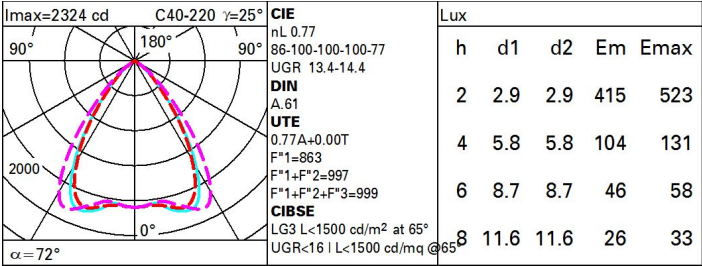 Imax=2324 cd C40-220 γ=25°
90° 180° 90°
2000
0°
α=72°
CIE
nL 0.77
86-100-100-100-77
UGR 13.4-14.4
DIN
A.61
UTE
0.77A+0.00T
F"1=863
F"1+F"2=997
F"1+F"2+F"3=999
CIBSE
LG3 L<1500 cd/m² at 65°
UGR<16 | L<1500 cd/mq @65°
Lux
h d1 d2 Em Emax
2 2.9 2.9 415 523
4 5.8 5.8 104 131
6 8.7 8.7 46 58
8 11.6 11.6 26 33